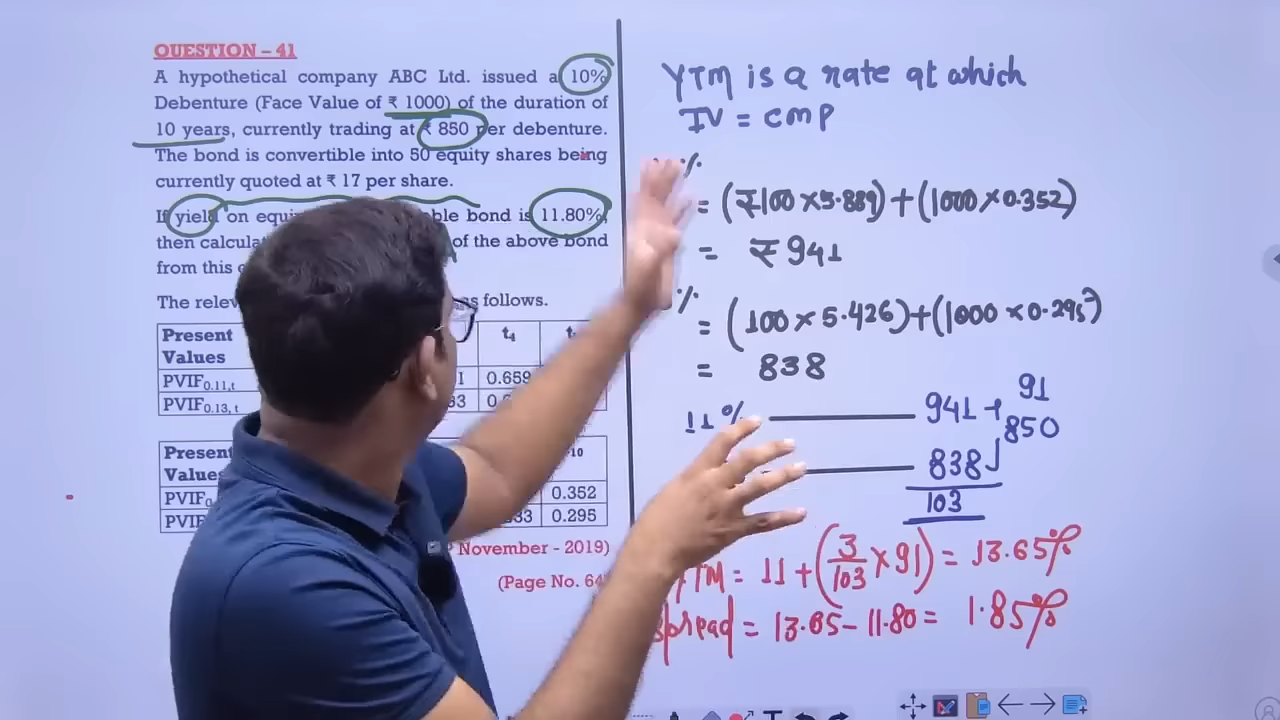 QUESTION – 41
A hypothetical company ABC Ltd. issued a 10%
Debenture (Face Value of ₹ 1000) of the duration of
10 years, currently trading at ₹ 850 per debenture.
The bond is convertible into 50 equity shares being
currently quoted at ₹ 17 per share.
If yield on ble bond is 11.80%,
then of the above bond
from this
The as follows.
Present
Values
t₄
PVIF₀.₁₁,ₜ
0.659
PVIF₀.₁₃, ₜ
Values
10
0.352
PVIF
0.295
November - 2019)
(Page No. 64
YTM is a rate at which
IV = CMP
%
= (₹100 × 5.889) + (1000 × 0.352)
= ₹941
%
= (100 × 5.426) + (1000 × 0.295)
= 838
11% 941
91
850
838
103
YTM = 11 + (3/103 × 91) = 13.65%
Spread = 13.65 - 11.80 = 1.85%